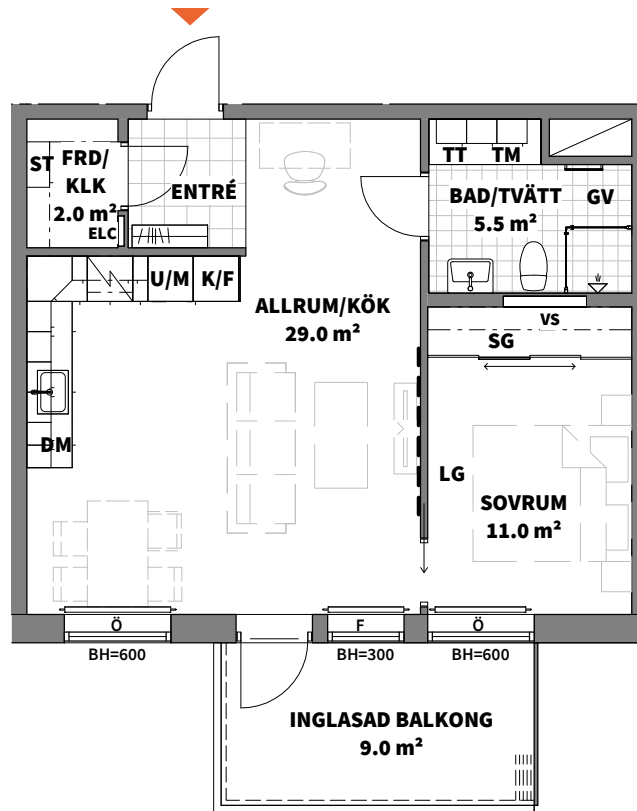 ST
FRD/
KLK
2.0 m²
ELC
ENTRÉ
TT
TM
BAD/TVÄTT
5.5 m²
GV
U/M
K/F
ALLRUM/KÖK
29.0 m²
VS
SG
DM
LG
SOVRUM
11.0 m²
Ö
F
Ö
BH=600
BH=300
BH=600
INGLASAD BALKONG
9.0 m²